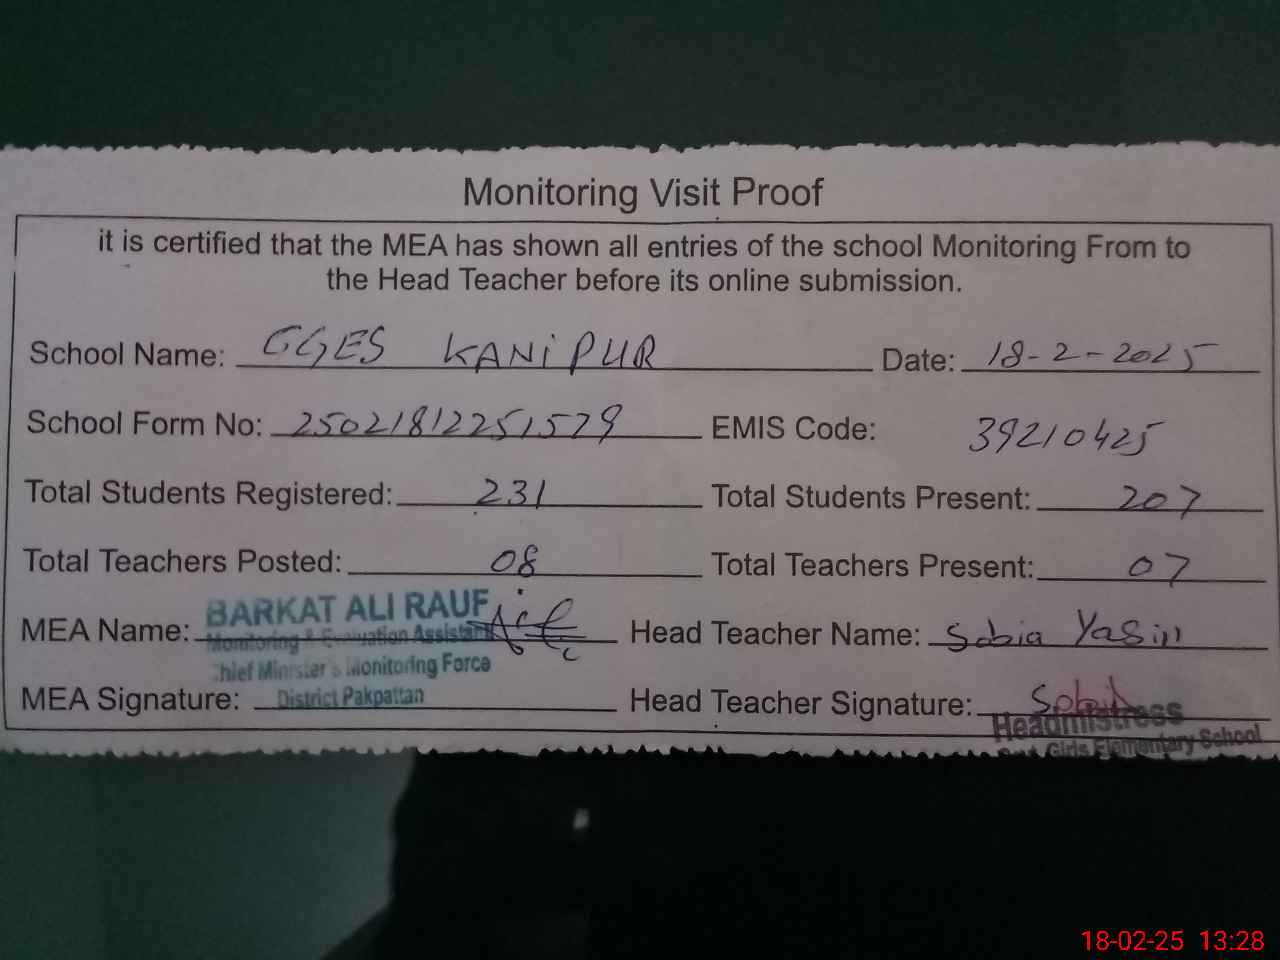 Monitoring Visit Proof
it is certified that the MEA has shown all entries of the school Monitoring From to
the Head Teacher before its online submission.
School Name: GGES KANiPUR Date: 18-2-2025
School Form No: 25021812251529 EMIS Code: 39210425
Total Students Registered: 231 Total Students Present: 207
Total Teachers Posted: 08 Total Teachers Present: 07
MEA Name: BARKAT ALI RAUF Head Teacher Name: Sobia Yasin
Monitoring & Evaluation Assistant
Chief Minister's Monitoring Force
MEA Signature: District Pakpattan Head Teacher Signature:
Headmistress
Govt. Girls Elementary School
18-02-25 13:28